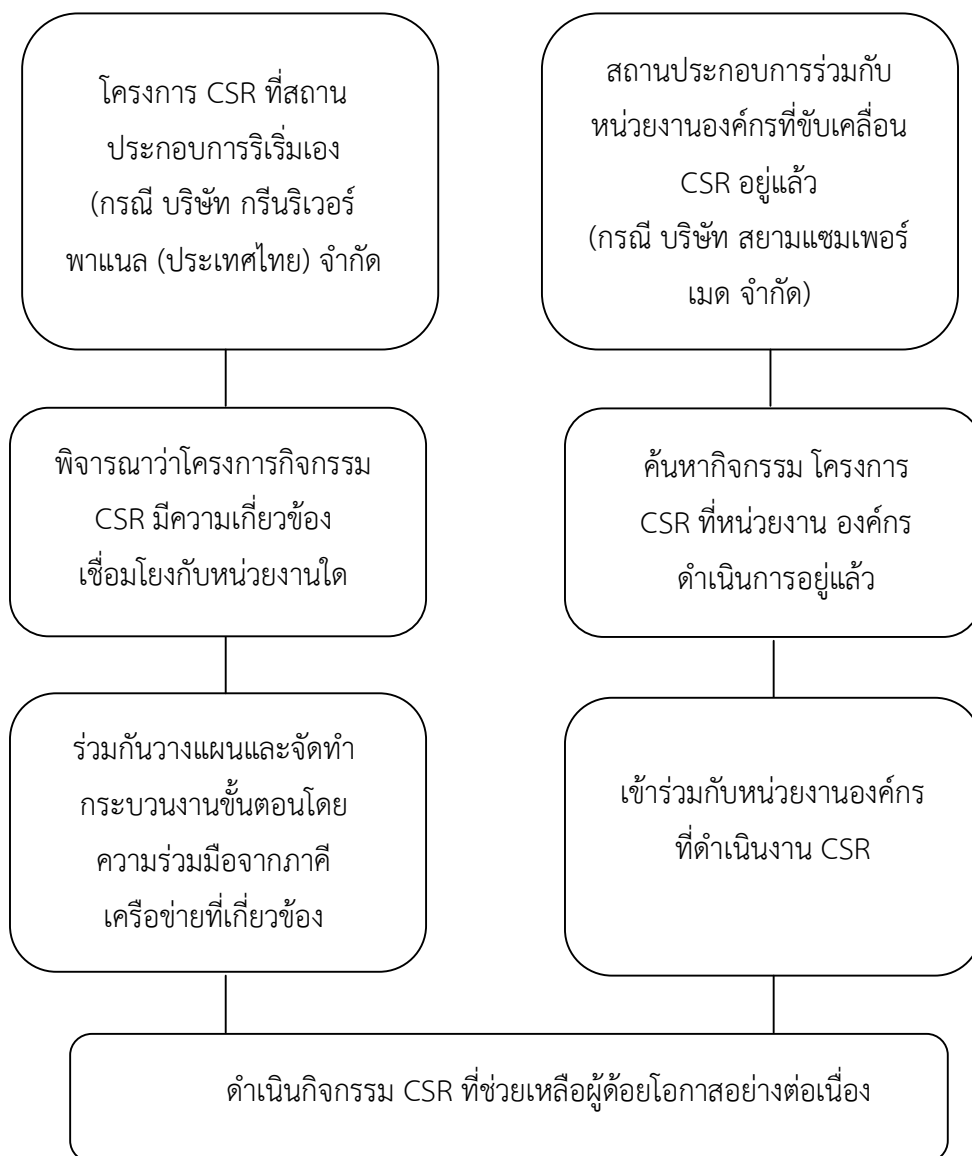 โครงการ CSR ที่สถาน
ประกอบการริเริ่มเอง
(กรณี บริษัท กรีนริเวอร์
พาแนล (ประเทศไทย) จำกัด
สถานประกอบการร่วมกับ
หน่วยงานองค์กรที่ขับเคลื่อน
CSR อยู่แล้ว
(กรณี บริษัท สยามแซมเพอร์
เมด จำกัด)
พิจารณาว่าโครงการกิจกรรม
CSR มีความเกี่ยวข้อง
เชื่อมโยงกับหน่วยงานใด
ค้นหากิจกรรม โครงการ
CSR ที่หน่วยงาน องค์กร
ดำเนินการอยู่แล้ว
ร่วมกันวางแผนและจัดทำ
กระบวนงานขั้นตอนโดย
ความร่วมมือจากภาคี
เครือข่ายที่เกี่ยวข้อง
เข้าร่วมกับหน่วยงานองค์กร
ที่ดำเนินงาน CSR
ดำเนินกิจกรรม CSR ที่ช่วยเหลือผู้ด้อยโอกาสอย่างต่อเนื่อง